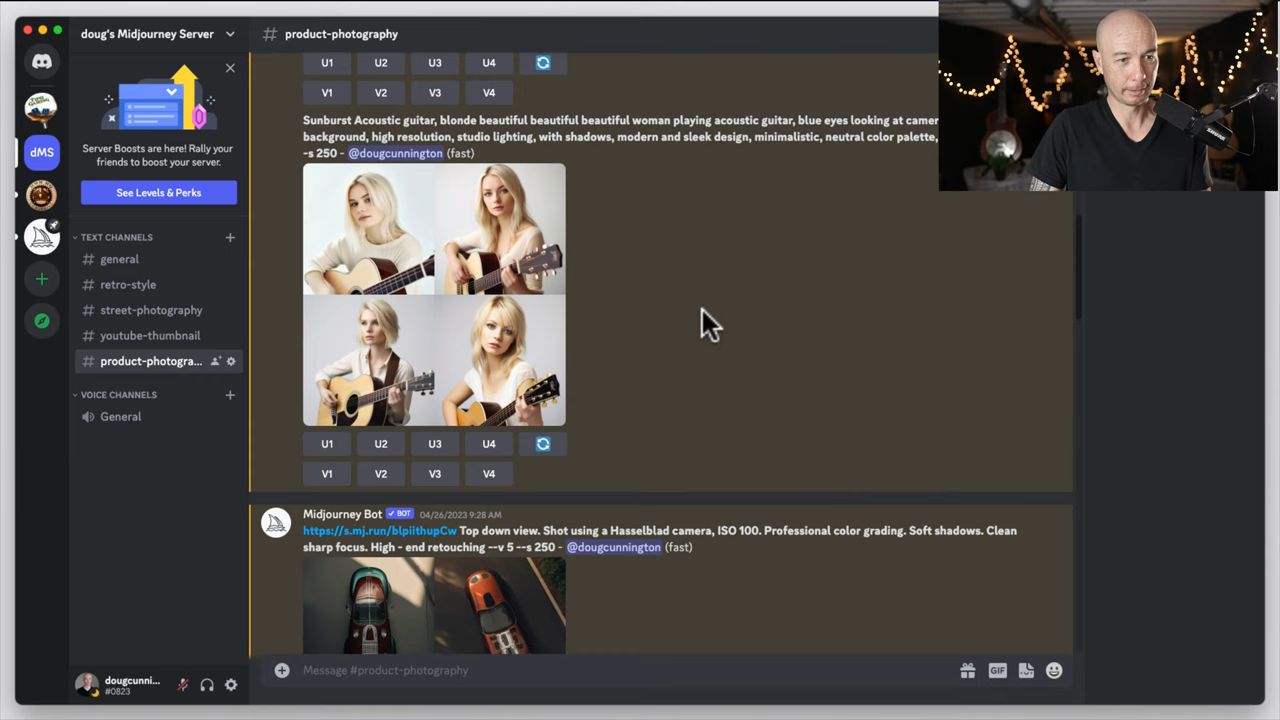 doug's Midjourney Server
product-photography
Server Boosts are here! Rally your
friends to boost your server.
See Levels & Perks
TEXT CHANNELS
general
retro-style
street-photography
youtube-thumbnail
product-photogra...
VOICE CHANNELS
General
dougcunni...
#0823
dMS
U1 U2 U3 U4
V1 V2 V3 V4
Sunburst Acoustic guitar, blonde beautiful beautiful beautiful woman playing acoustic guitar, blue eyes looking at camer
background, high resolution, studio lighting, with shadows, modern and sleek design, minimalistic, neutral color palette,
-s 250 - @dougcunnington (fast)
U1 U2 U3 U4
V1 V2 V3 V4
Midjourney Bot ✓ BOT 04/26/2023 9:28 AM
https://s.mj.run/blpiithupCw Top down view. Shot using a Hasselblad camera, ISO 100. Professional color grading. Soft shadows. Clean
sharp focus. High - end retouching --v 5 --s 250 - @dougcunnington (fast)
Message #product-photography
GIF
SHURE